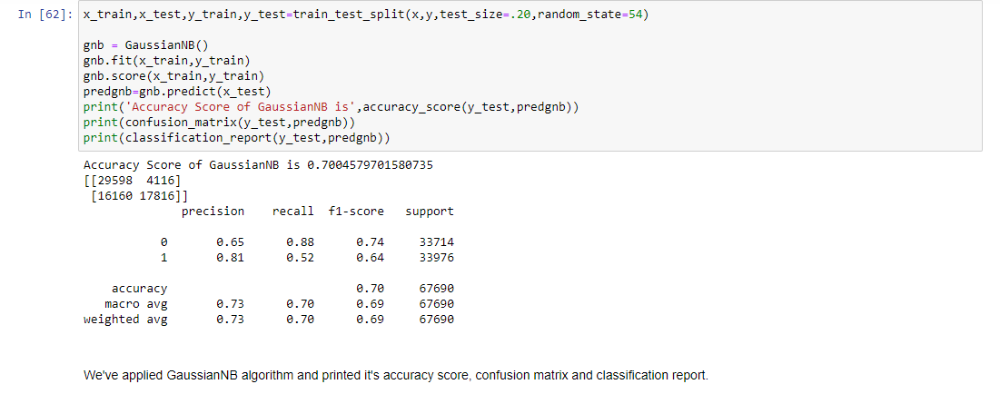 In [62]: x_train,x_test,y_train,y_test=train_test_split(x,y,test_size=.20,random_state=54)
gnb = GaussianNB()
gnb.fit(x_train,y_train)
gnb.score(x_train,y_train)
predgnb=gnb.predict(x_test)
print('Accuracy Score of GaussianNB is',accuracy_score(y_test,predgnb))
print(confusion_matrix(y_test,predgnb))
print(classification_report(y_test,predgnb))
Accuracy Score of GaussianNB is 0.7004579701580735
[[29598  4116]
 [16160 17816]]
precision recall f1-score support
0 0.65 0.88 0.74 33714
1 0.81 0.52 0.64 33976
accuracy 0.70 67690
macro avg 0.73 0.70 0.69 67690
weighted avg 0.73 0.70 0.69 67690
We've applied GaussianNB algorithm and printed it's accuracy score, confusion matrix and classification report.